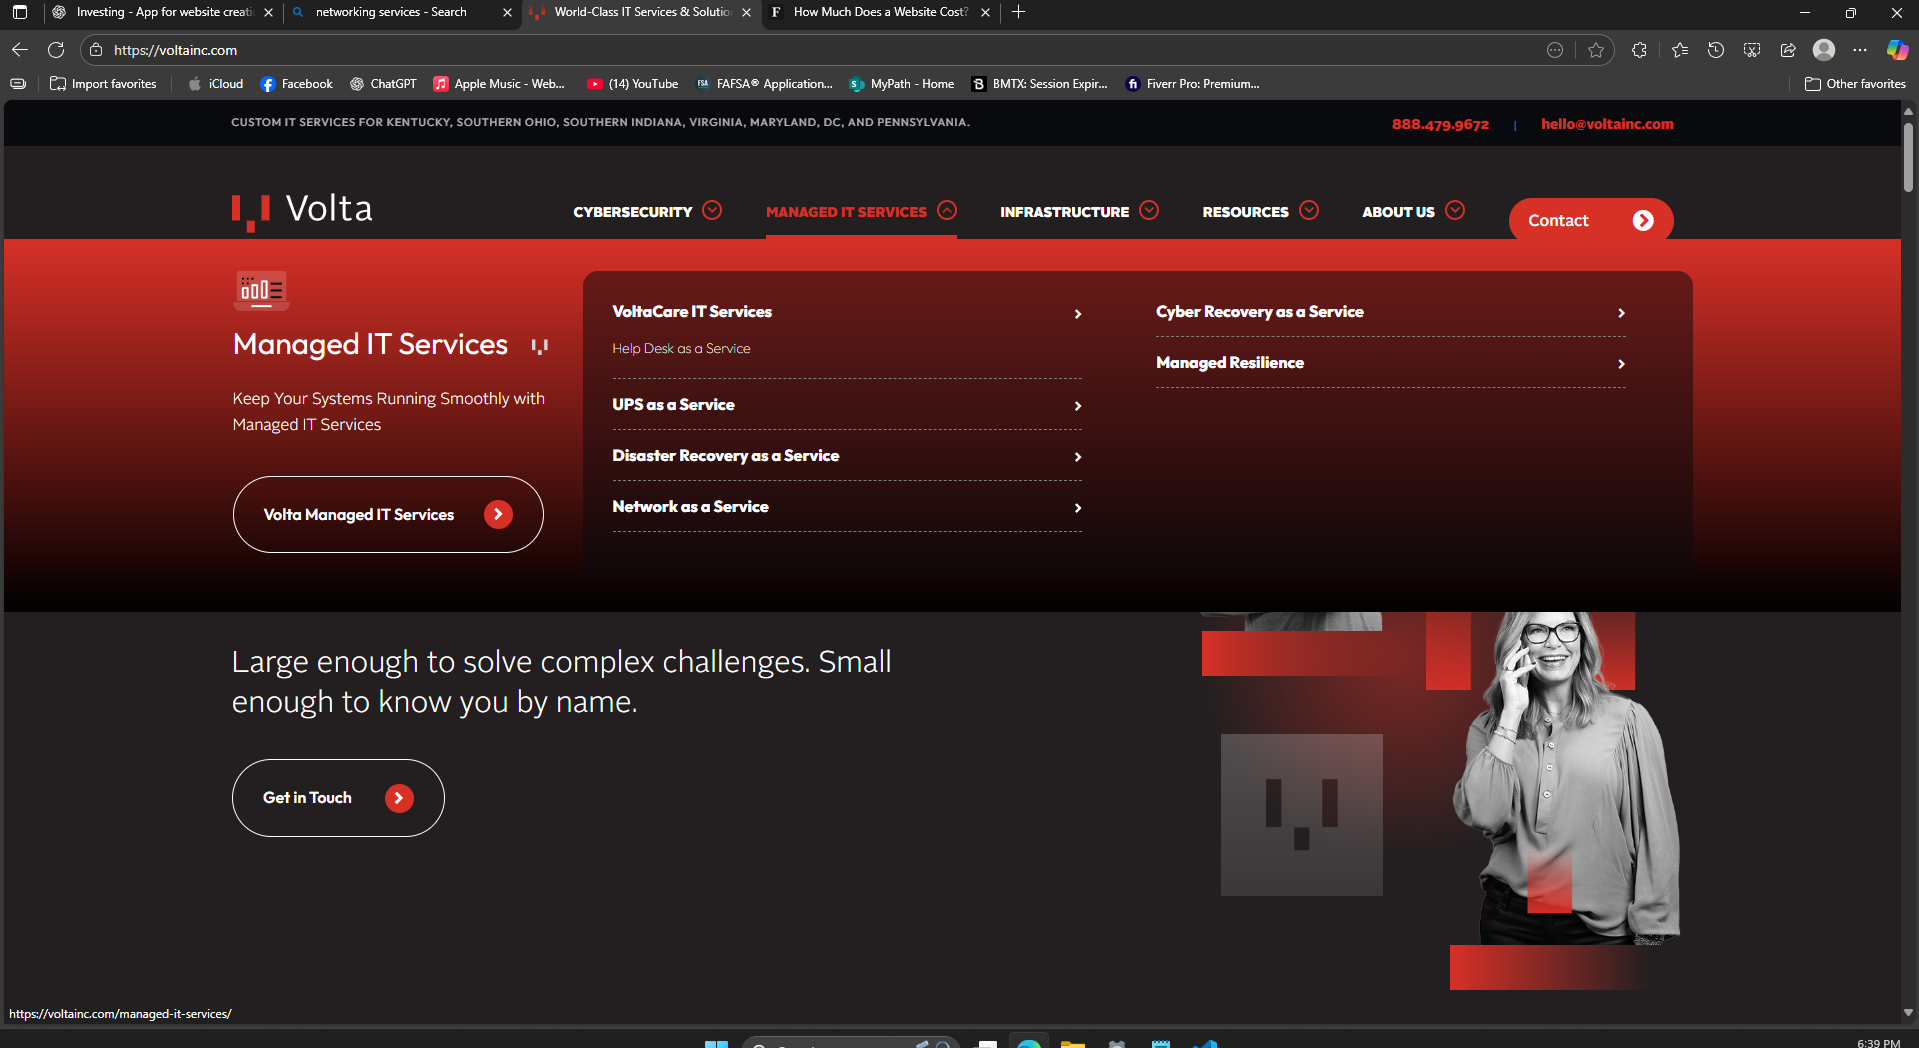 Investing - App for website creati
networking services - Search
World-Class IT Services & Solutio
F How Much Does a Website Cost?
https://voltainc.com
Import favorites
iCloud
Facebook
ChatGPT
Apple Music - Web...
(14) YouTube
FSA FAFSA® Application...
S MyPath - Home
B BMTX: Session Expir...
fi Fiverr Pro: Premium...
Other favorites
CUSTOM IT SERVICES FOR KENTUCKY, SOUTHERN OHIO, SOUTHERN INDIANA, VIRGINIA, MARYLAND, DC, AND PENNSYLVANIA.
888.479.9672 | hello@voltainc.com
Volta
CYBERSECURITY
MANAGED IT SERVICES
INFRASTRUCTURE
RESOURCES
ABOUT US
Contact
Managed IT Services
Keep Your Systems Running Smoothly with
Managed IT Services
Volta Managed IT Services
VoltaCare IT Services
Help Desk as a Service
UPS as a Service
Disaster Recovery as a Service
Network as a Service
Cyber Recovery as a Service
Managed Resilience
Large enough to solve complex challenges. Small
enough to know you by name.
Get in Touch
https://voltainc.com/managed-it-services/
6:39 PM